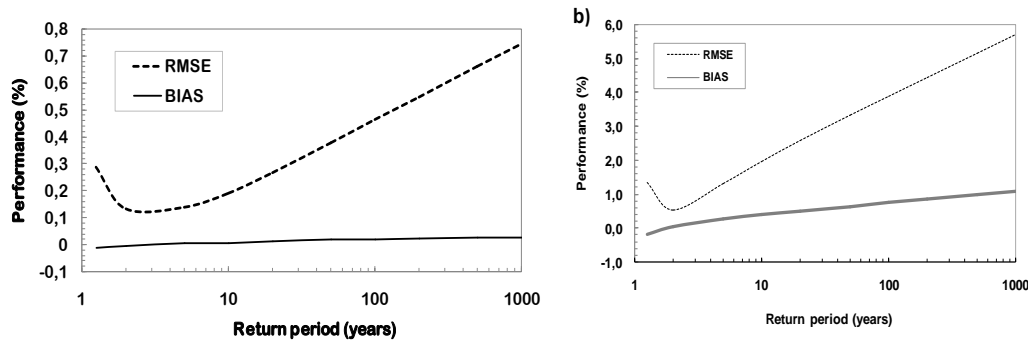 0,8
0,7
0,6
0,5
0,4
0,3
0,2
0,1
0
-0,1
Performance (%)
RMSE
BIAS
1 10 100 1000
Return period (years)
b)
6,0
5,0
4,0
3,0
2,0
1,0
0,0
-1,0
Performance (%)
RMSE
BIAS
1 10 100 1000
Return period (years)